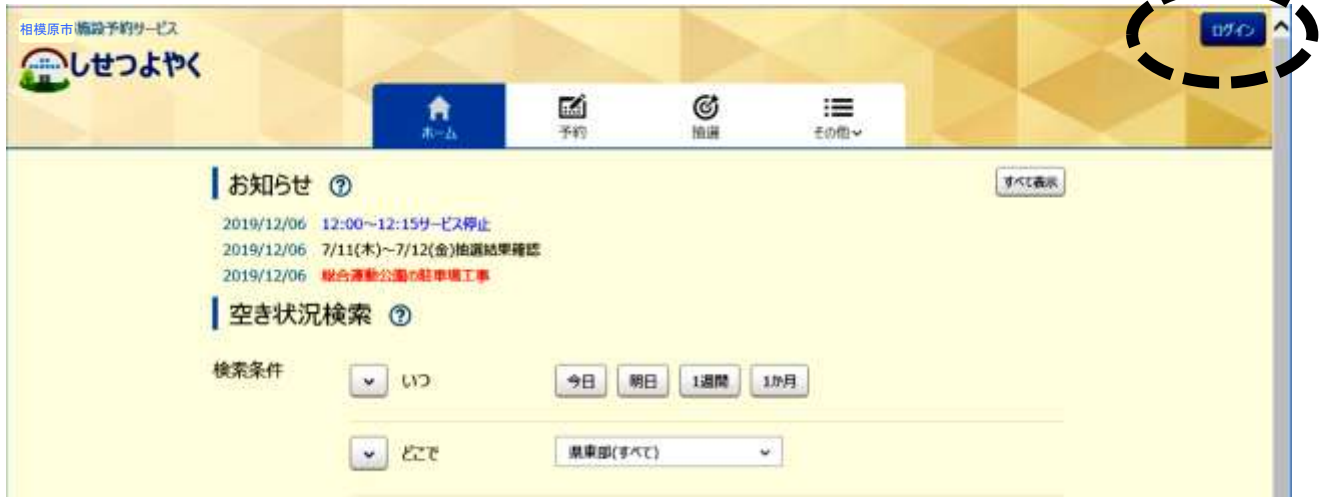 相模原市施設予約サービス
しせつよやく
ログイン
ホーム
予約
抽選
その他
お知らせ ?
すべて表示
2019/12/06 12:00~12:15サービス停止
2019/12/06 7/11(木)~7/12(金)抽選結果確認
2019/12/06 総合運動公園の駐車場工事
空き状況検索 ?
検索条件
いつ 今日 明日 1週間 1か月
どこで 県東部(すべて)